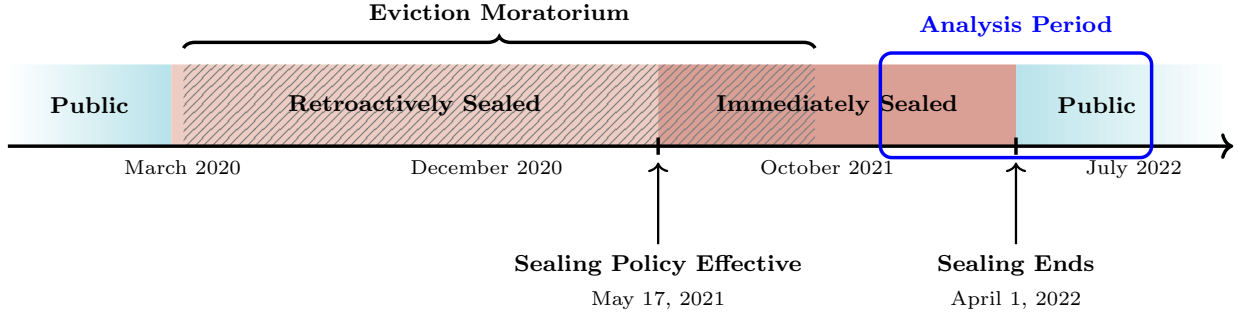 Eviction Moratorium
Analysis Period
Public
Retroactively Sealed
Immediately Sealed
Public
March 2020
December 2020
October 2021
July 2022
Sealing Policy Effective
May 17, 2021
Sealing Ends
April 1, 2022